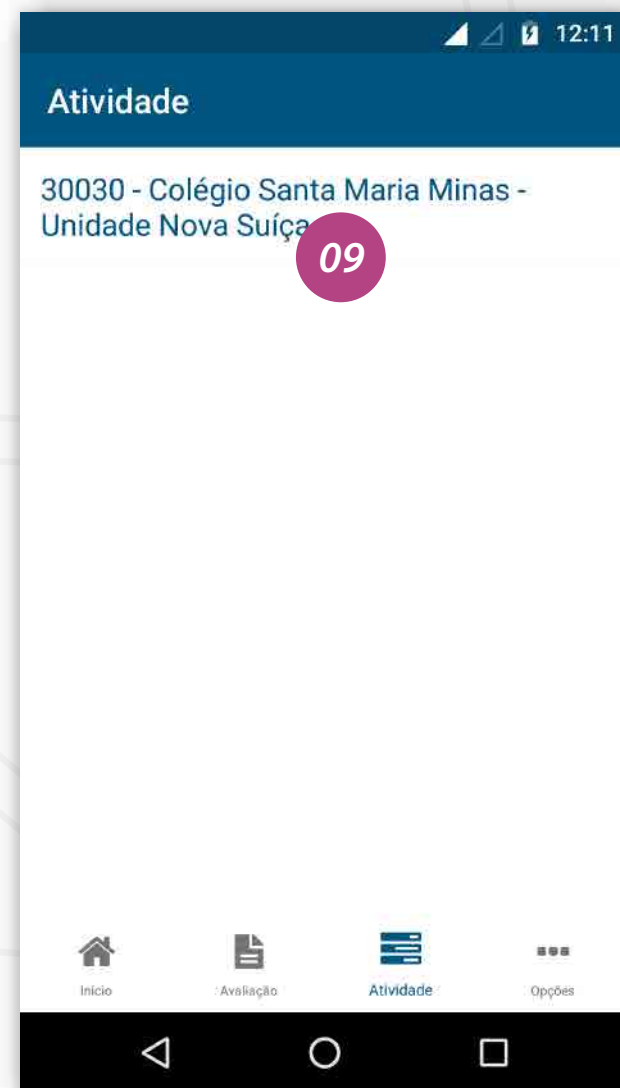 12:11
Atividade
30030 - Colégio Santa Maria Minas -
Unidade Nova Suíça
09
Início
Avaliação
Atividade
Opções